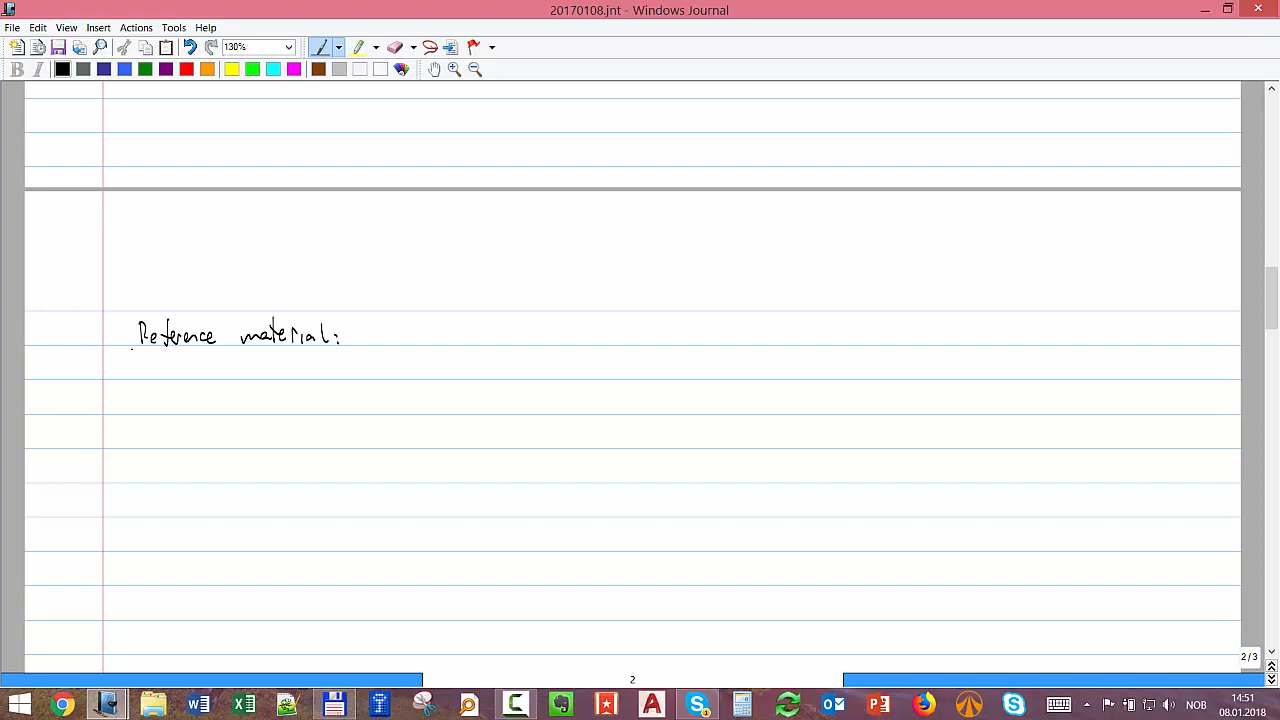 20170108.jnt - Windows Journal
File Edit View Insert Actions Tools Help
130%
B I
Reference material:
2/3
2
14:51
NOB
08.01.2018